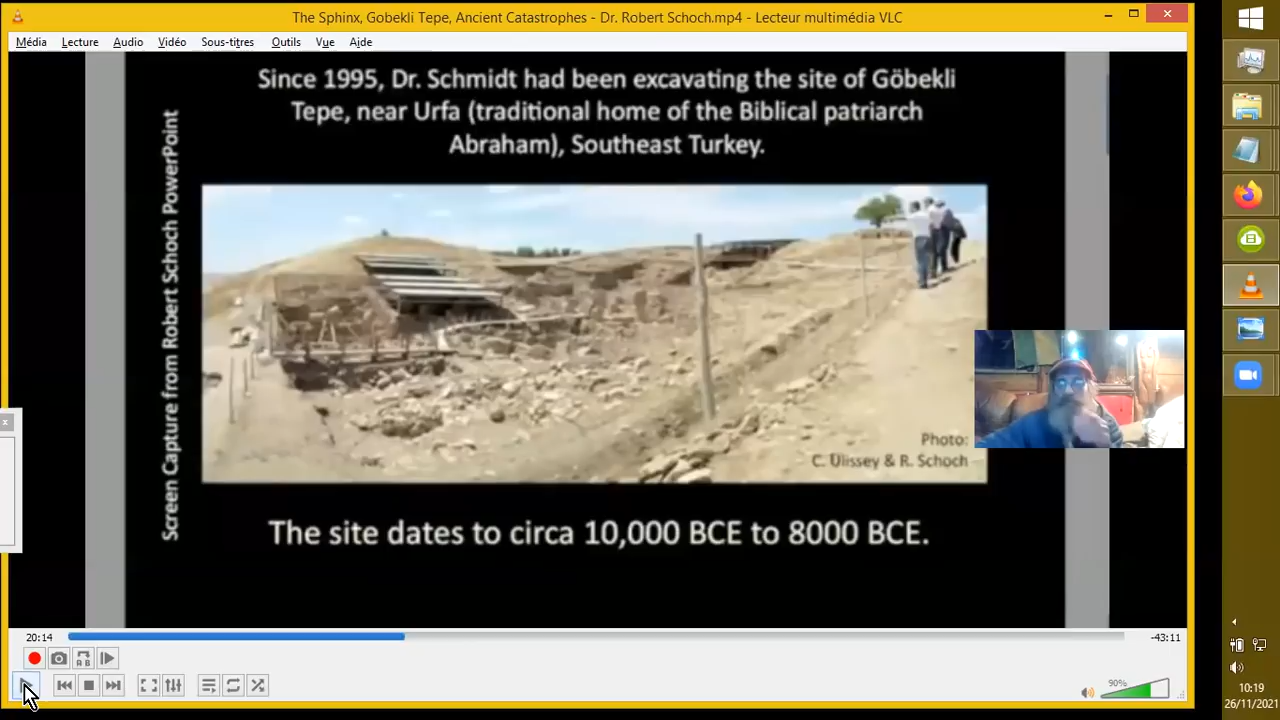 The Sphinx, Gobekli Tepe, Ancient Catastrophes - Dr. Robert Schoch.mp4 - Lecteur multimédia VLC
Média Lecture Audio Vidéo Sous-titres Outils Vue Aide
Since 1995, Dr. Schmidt had been excavating the site of Göbekli
Tepe, near Urfa (traditional home of the Biblical patriarch
Abraham), Southeast Turkey.
Screen Capture from Robert Schoch PowerPoint
Photo:
C. Ulissey & R. Schoch
The site dates to circa 10,000 BCE to 8000 BCE.
20:14
-43:11
90%
10:19
26/11/2021